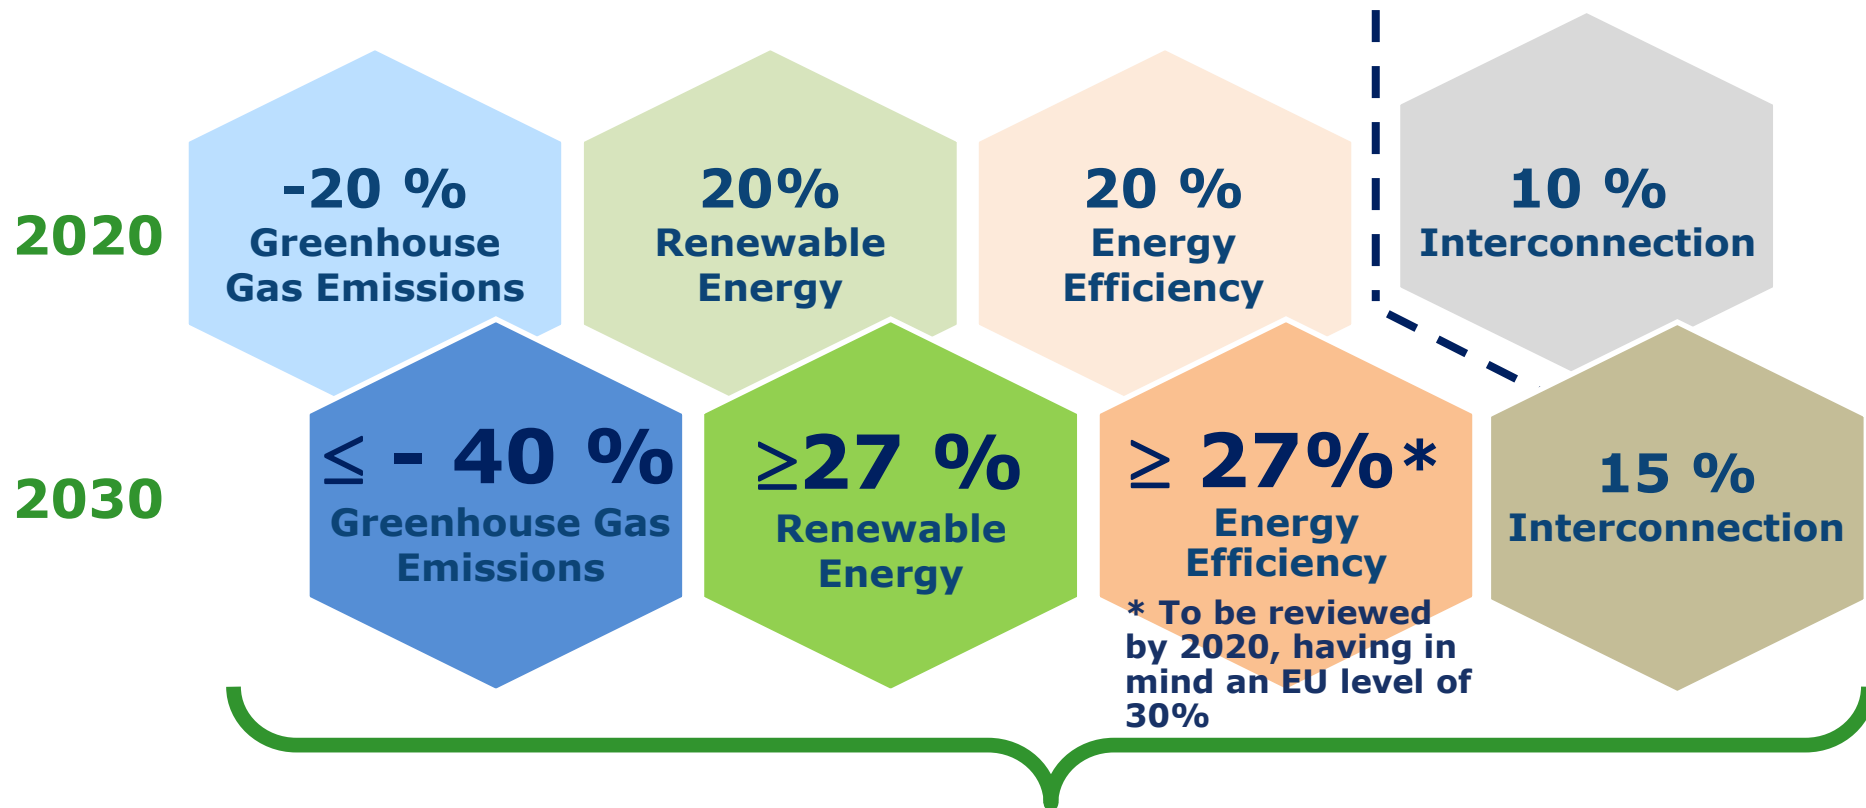 2020
-20 %
Greenhouse
Gas Emissions
20%
Renewable
Energy
20 %
Energy
Efficiency
10 %
Interconnection
2030
≤ - 40 %
Greenhouse Gas
Emissions
≥27 %
Renewable
Energy
≥ 27%*
Energy
Efficiency
* To be reviewed
by 2020, having in
mind an EU level of
30%
15 %
Interconnection